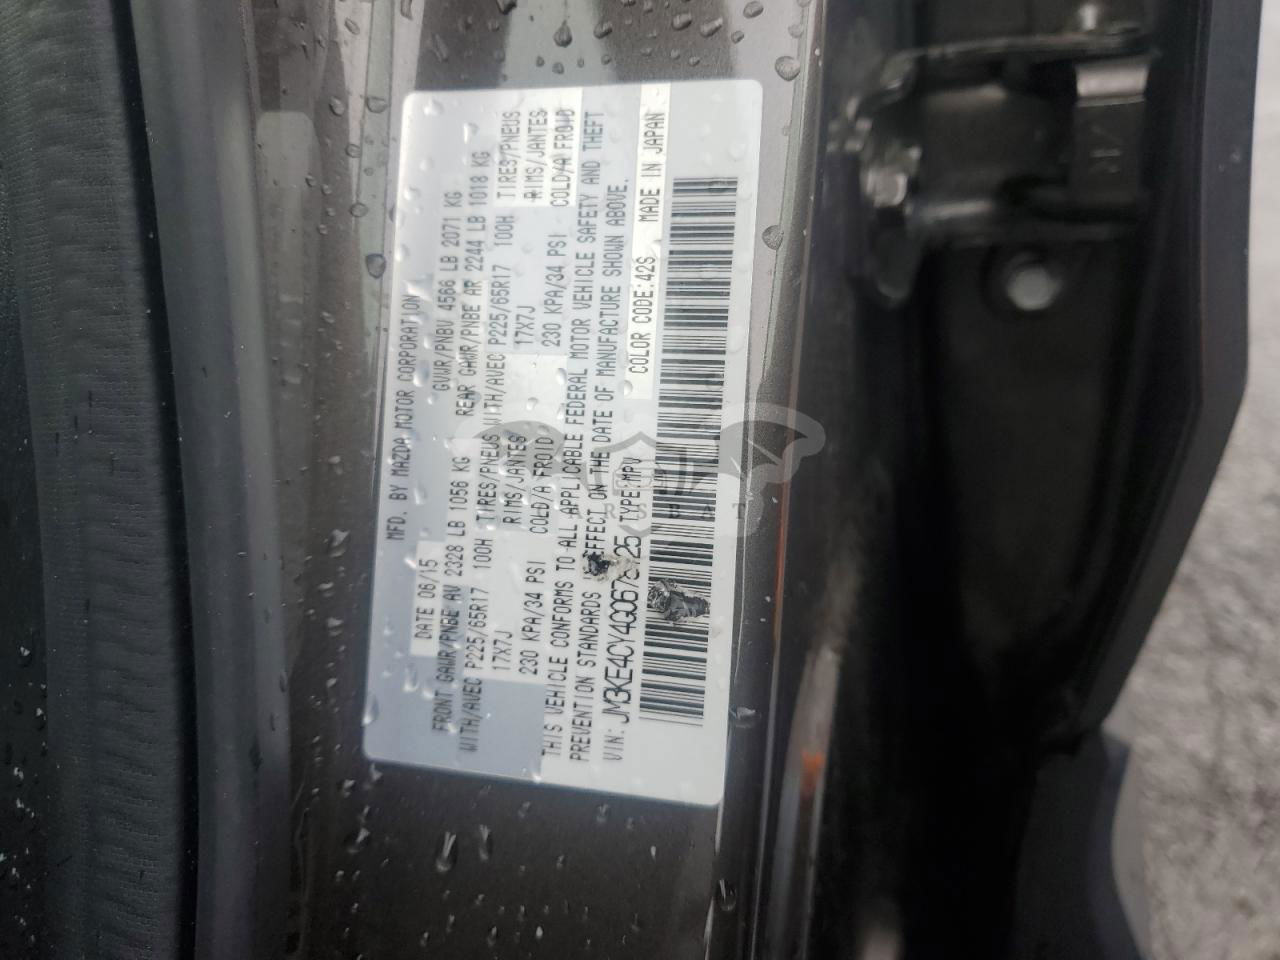 MFD. BY MAZDA MOTOR CORPORATION
DATE 06/15 GVWR/PNBV 4566 LB 2071 KG
FRONT GAWR/PNBE AV 2328 LB 1056 KG REAR GAWR/PNBE AR 2244 LB 1018 KG
WITH/AVEC P225/65R17 100H TIRES/PNEUS WITH/AVEC P225/65R17 100H TIRES/PNEUS
17X7J RIMS/JANTES 17X7J RIMS/JANTES
230 KPA/34 PSI COLD/A FROID 230 KPA/34 PSI COLD/A FROID
THIS VEHICLE CONFORMS TO ALL APPLICABLE FEDERAL MOTOR VEHICLE SAFETY AND THEFT
PREVENTION STANDARDS EFFECT ON THE DATE OF MANUFACTURE SHOWN ABOVE.
VIN: TYPE:MPV COLOR CODE:42S MADE IN JAPAN